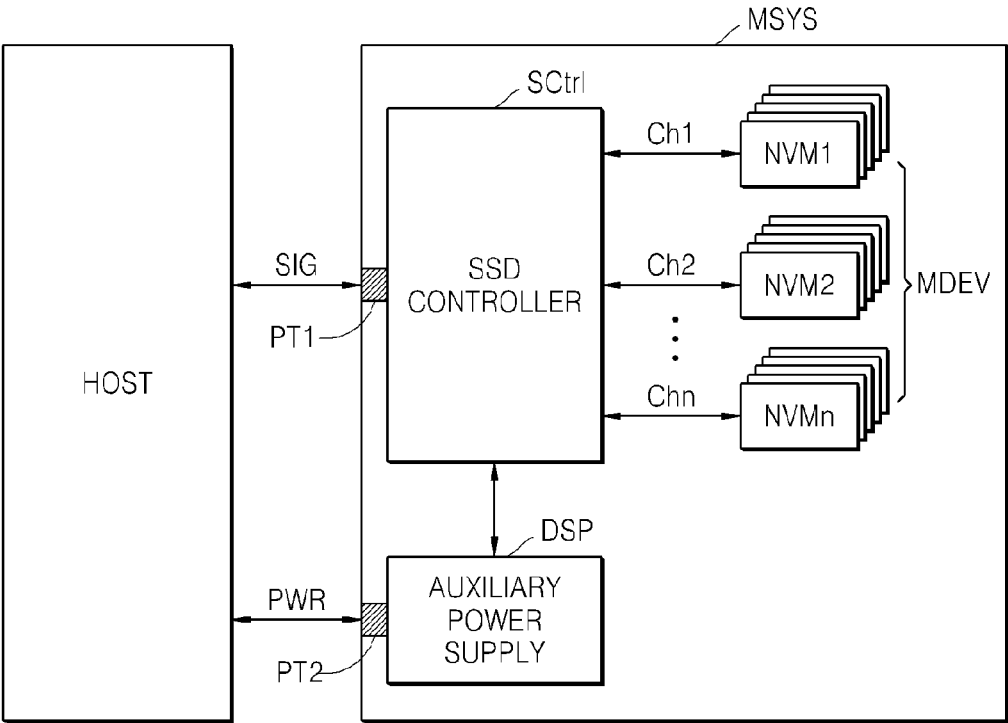 MSYS
SCtrl
Ch1
NVM1
SIG
SSD
CONTROLLER
Ch2
NVM2
MDEV
PT1
HOST
Chn
NVMn
DSP
PWR
AUXILIARY
POWER
SUPPLY
PT2